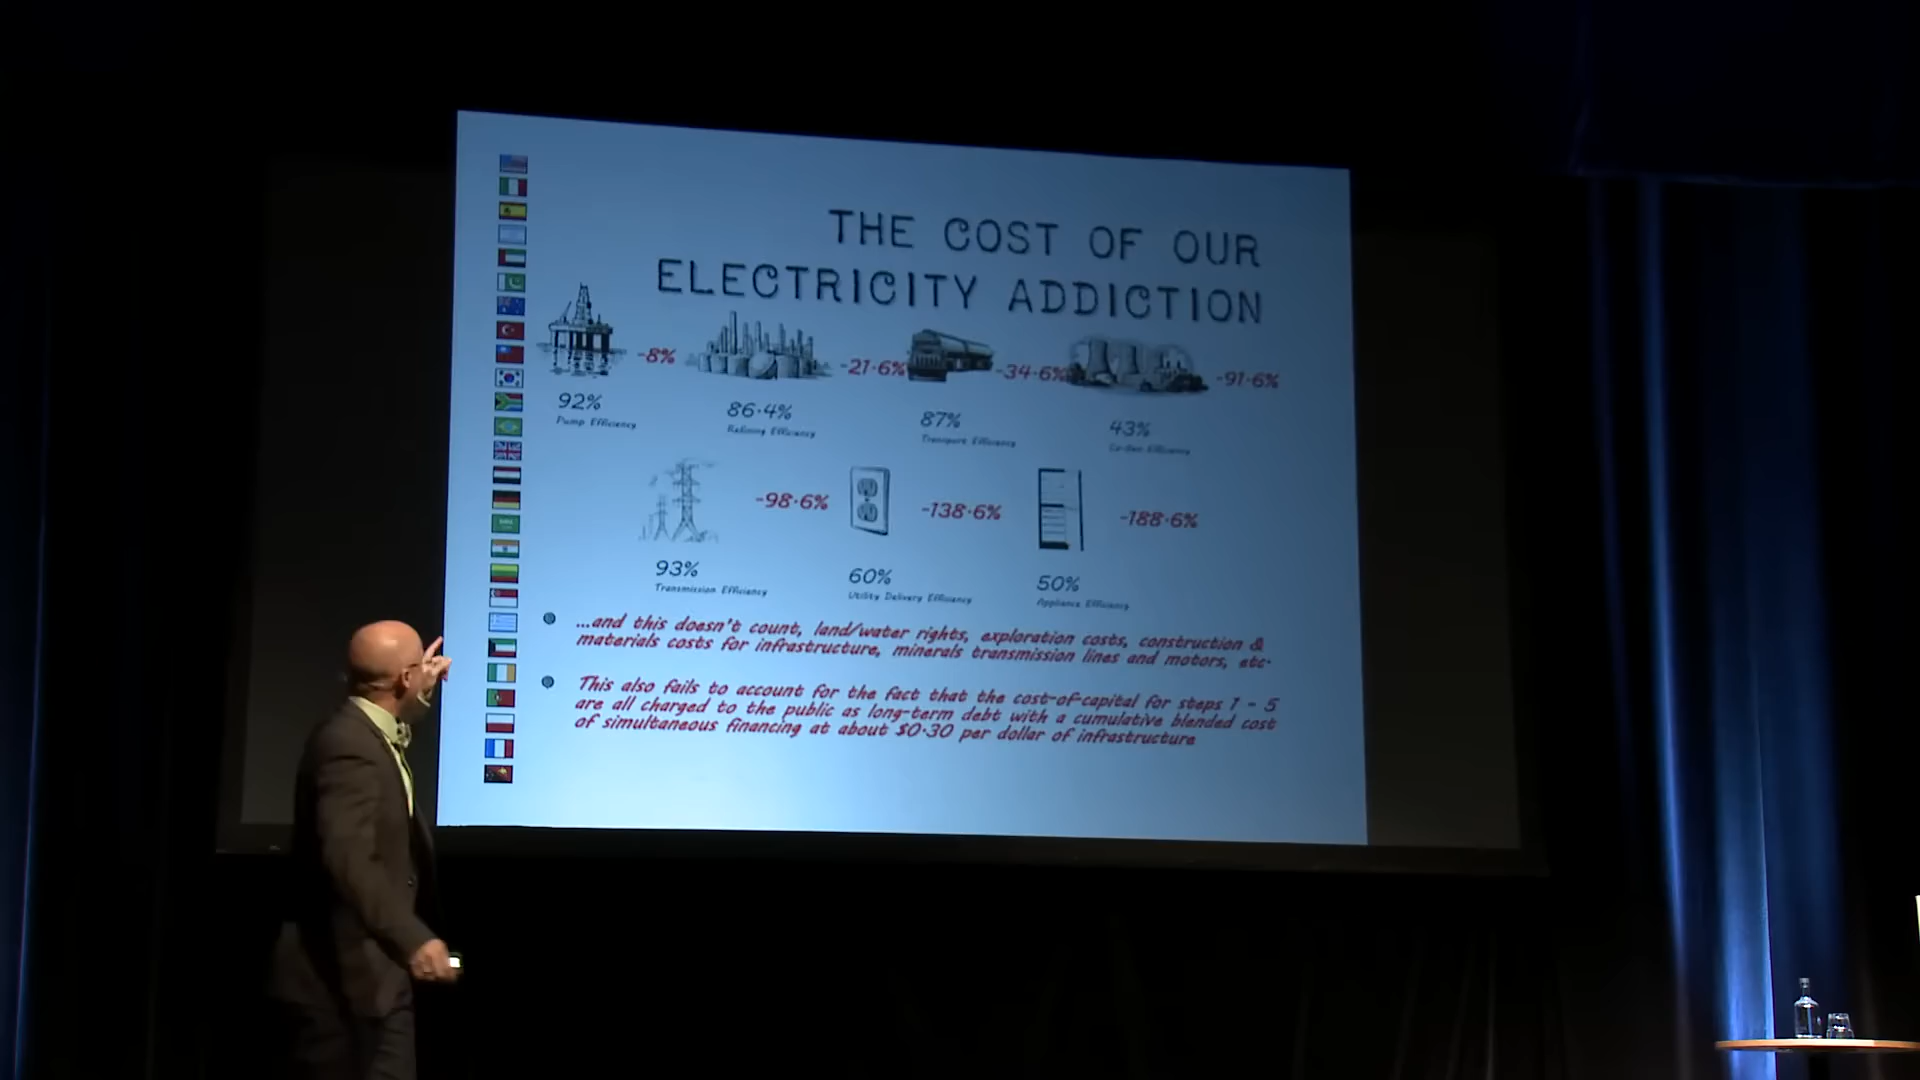 THE COST OF OUR
ELECTRICITY ADDICTION
-8%
-21.6%
-34.6%
-91.6%
92%
Pump Efficiency
86.4%
Refining Efficiency
87%
Transport Efficiency
43%
Co-Gen Efficiency
-98.6%
-138.6%
-188.6%
93%
Transmission Efficiency
60%
Utility Delivery Efficiency
50%
Appliance Efficiency
...and this doesn't count, land/water rights, exploration costs, construction &
materials costs for infrastructure, minerals transmission lines and motors, etc.
This also fails to account for the fact that the cost-of-capital for steps 1 - 5
are all charged to the public as long-term debt with a cumulative blended cost
of simultaneous financing at about $0.30 per dollar of infrastructure